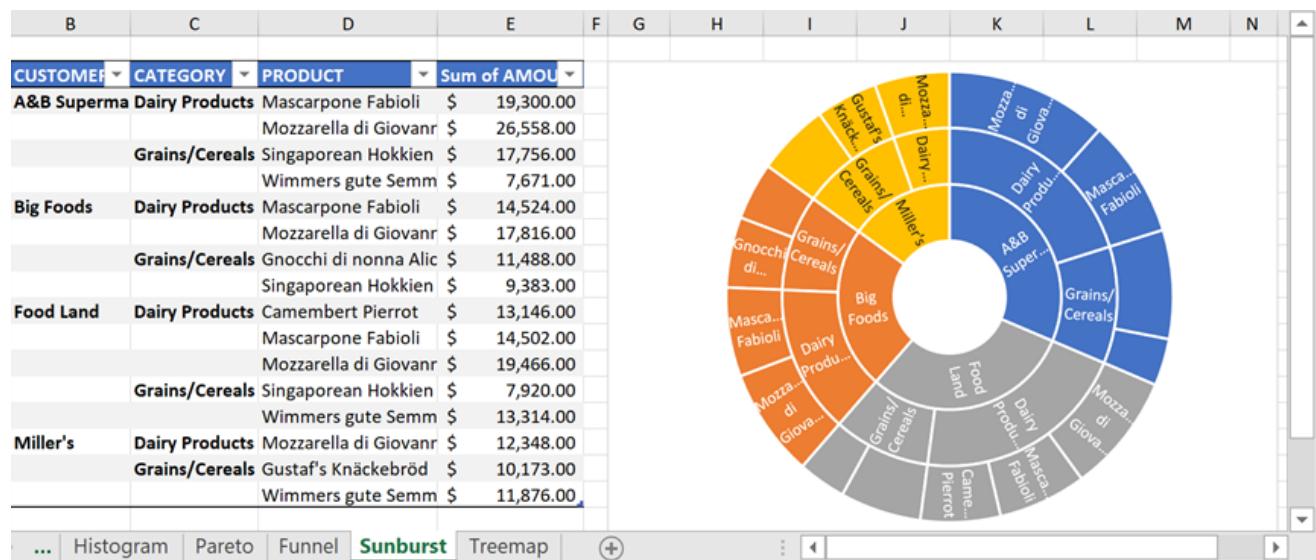 B C D E F G H I J K L M N
CUSTOMER CATEGORY PRODUCT Sum of AMOU
A&B Superma Dairy Products Mascarpone Fabioli $ 19,300.00
Mozzarella di Giovanr $ 26,558.00
Grains/Cereals Singaporean Hokkien $ 17,756.00
Wimmers gute Semm $ 7,671.00
Big Foods Dairy Products Mascarpone Fabioli $ 14,524.00
Mozzarella di Giovanr $ 17,816.00
Grains/Cereals Gnocchi di nonna Alic $ 11,488.00
Singaporean Hokkien $ 9,383.00
Food Land Dairy Products Camembert Pierrot $ 13,146.00
Mascarpone Fabioli $ 14,502.00
Mozzarella di Giovanr $ 19,466.00
Grains/Cereals Singaporean Hokkien $ 7,920.00
Wimmers gute Semm $ 13,314.00
Miller's Dairy Products Mozzarella di Giovanr $ 12,348.00
Grains/Cereals Gustaf's Knäckebröd $ 10,173.00
Wimmers gute Semm $ 11,876.00
Mozza...
di
Giova...
Masca...
Fabioli
Dairy
Produ...
A&B
Super...
Grains/
Cereals
Mozza...
di
Giova...
Masca...
Fabioli
Came...
Pierrot
Dairy
Produ...
Grains/
Cereals
Food
Land
Mozza...
di
Giova...
Masca...
Fabioli
Gnocchi
di...
Dairy
Produ...
Grains/
Cereals
Big
Foods
Gustaf's
Knäck...
Mozza...
di...
Grains/
Cereals
Dairy...
Miller's
... Histogram Pareto Funnel Sunburst Treemap